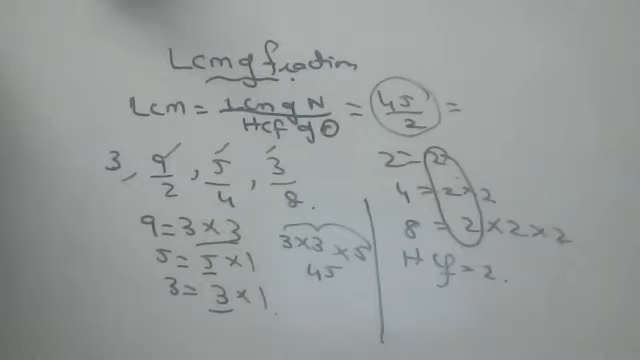 Lcm of fraction
Lcm = Lcm of N / Hcf of D = 45/2 =
3, 9/2, 5/4, 3/8.
9 = 3 × 3
5 = 5 × 1
3 = 3 × 1
3 × 3 × 5
45
2 = 2
4 = 2 × 2
8 = 2 × 2 × 2
Hcf = 2.